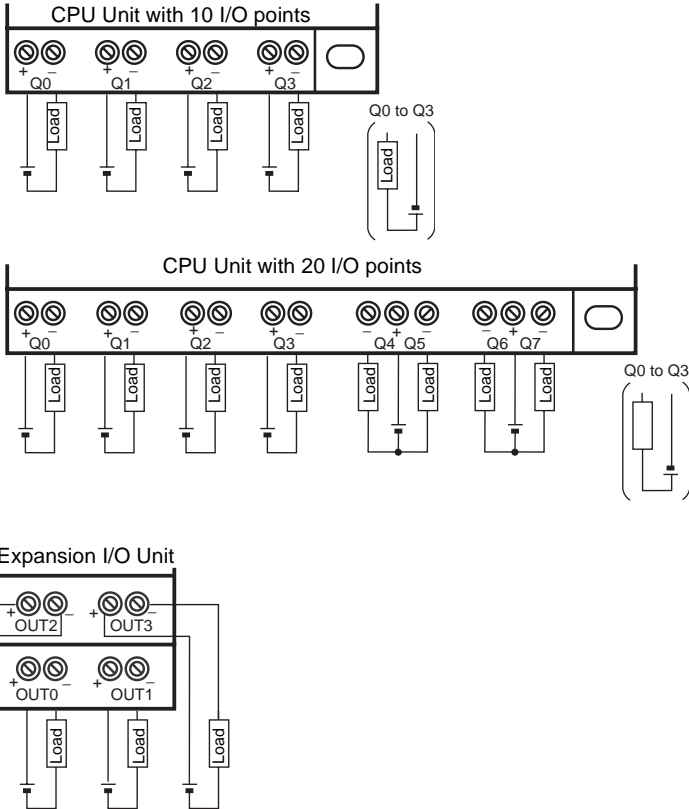 CPU Unit with 10 I/O points
+ − + − + − + −
Q0 Q1 Q2 Q3
Load Load Load Load
Q0 to Q3
Load
CPU Unit with 20 I/O points
+ − + − + − + − − + − − + −
Q0 Q1 Q2 Q3 Q4 Q5 Q6 Q7
Load Load Load Load Load Load Load Load
Q0 to Q3
Expansion I/O Unit
+ − + −
OUT2 OUT3
+ − + −
OUT0 OUT1
Load Load Load